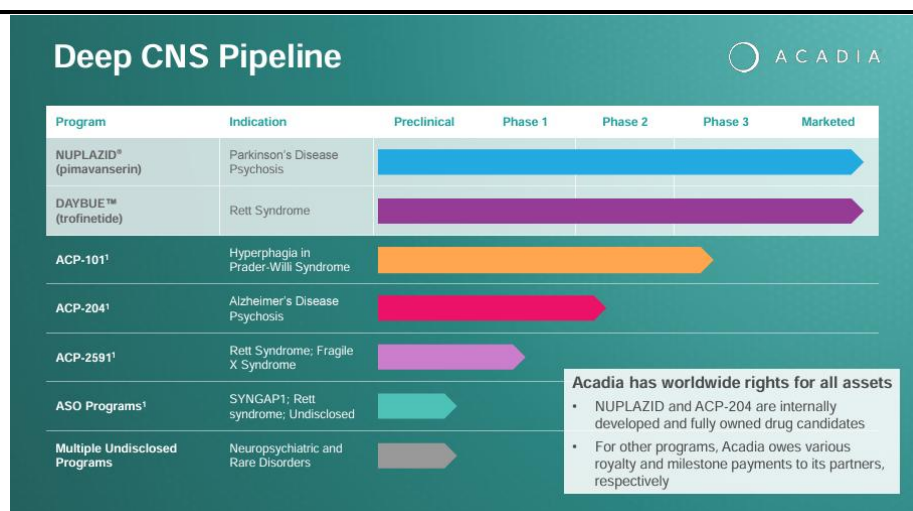 Deep CNS Pipeline
ACADIA
Program Indication Preclinical Phase 1 Phase 2 Phase 3 Marketed
NUPLAZID®
(pimavanserin)
Parkinson's Disease
Psychosis
DAYBUE™
(trofinetide)
Rett Syndrome
ACP-101¹
Hyperphagia in
Prader-Willi Syndrome
ACP-204¹
Alzheimer's Disease
Psychosis
ACP-2591¹
Rett Syndrome; Fragile
X Syndrome
ASO Programs¹
SYNGAP1; Rett
syndrome; Undisclosed
Multiple Undisclosed
Programs
Neuropsychiatric and
Rare Disorders
Acadia has worldwide rights for all assets
• NUPLAZID and ACP-204 are internally
developed and fully owned drug candidates
• For other programs, Acadia owes various
royalty and milestone payments to its partners,
respectively